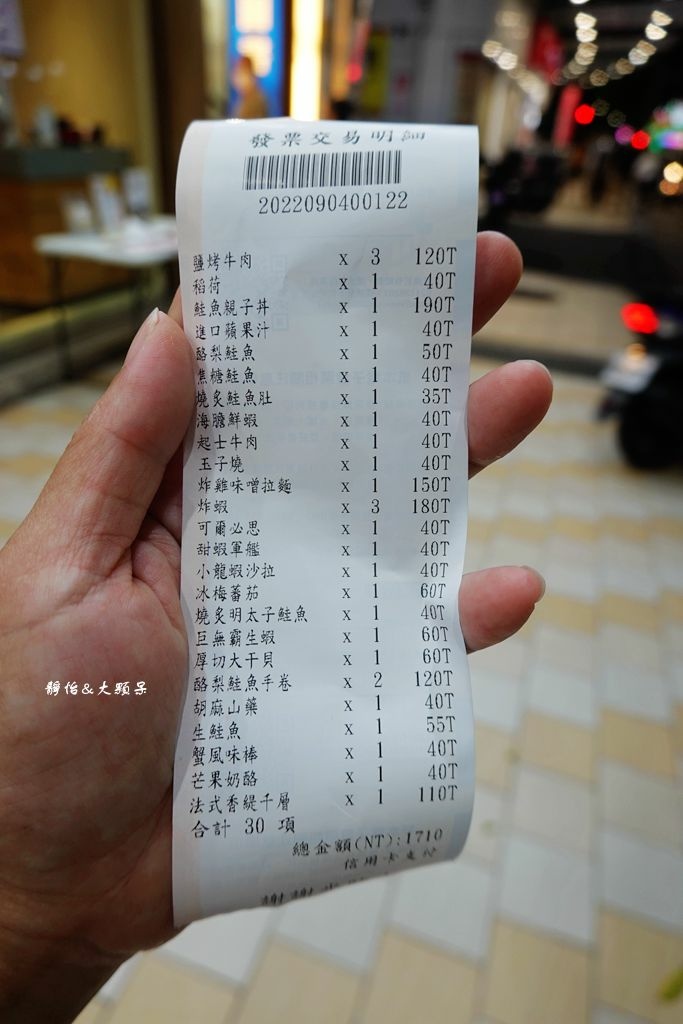 發票交易明細
2022090400122
鹽烤牛肉 x 3 120T
稻荷 x 1 40T
鮭魚親子丼 x 1 190T
進口蘋果汁 x 1 40T
酪梨鮭魚 x 1 50T
焦糖鮭魚 x 1 40T
燒炙鮭魚肚 x 1 35T
海膽鮮蝦 x 1 40T
起士牛肉 x 1 40T
玉子燒 x 1 40T
炸雞味噌拉麵 x 1 150T
炸蝦 x 3 180T
可爾必思 x 1 40T
甜蝦軍艦 x 1 40T
小龍蝦沙拉 x 1 40T
冰梅蕃茄 x 1 60T
燒炙明太子鮭魚 x 1 40T
巨無霸生蝦 x 1 60T
厚切大干貝 x 1 60T
酪梨鮭魚手卷 x 2 120T
胡麻山藥 x 1 40T
生鮭魚 x 1 55T
蟹風味棒 x 1 40T
芒果奶酪 x 1 40T
法式香緹千層 x 1 110T
合計 30 項
總金額(NT):1710
信用卡支付
謝謝
靜怡&大顆呆